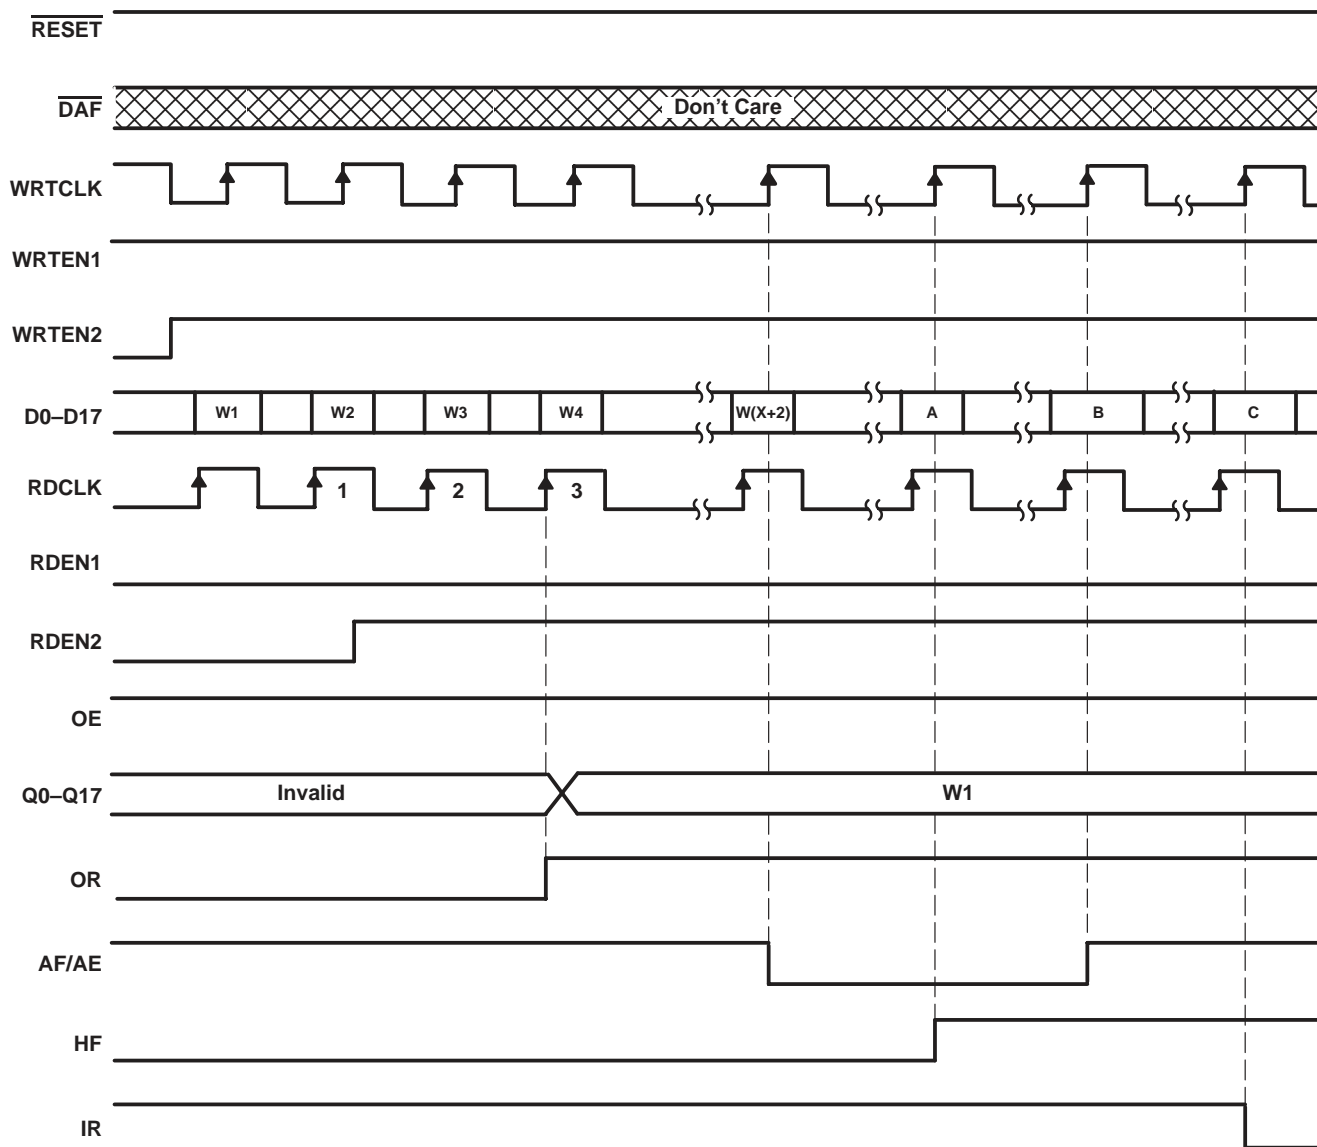 RESET
DAF
Don't Care
WRTCLK
WRTEN1
WRTEN2
D0–D17 W1 W2 W3 W4 W(X+2) A B C
RDCLK 1 2 3
RDEN1
RDEN2
OE
Q0–Q17 Invalid W1
OR
AF/AE
HF
IR